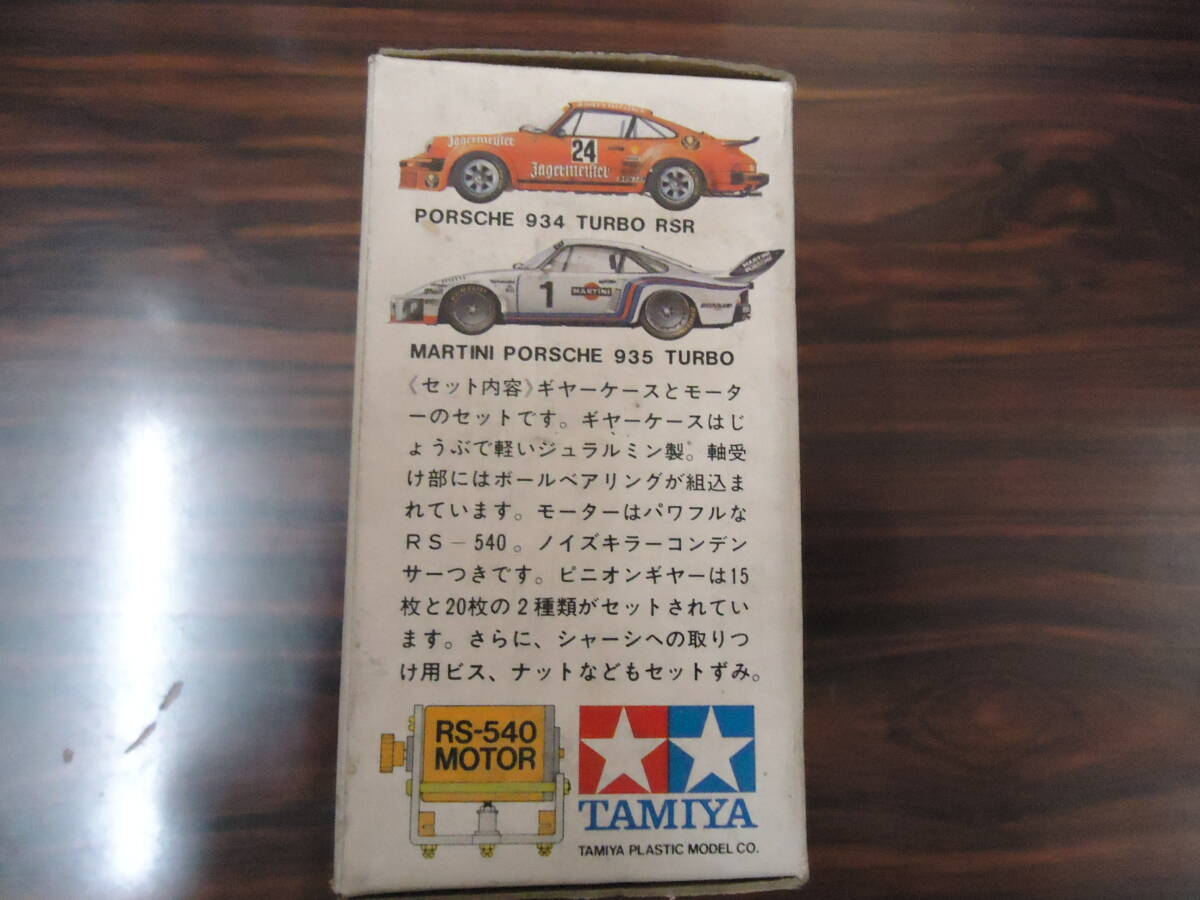 Jägermeister
Jägermeister
24
Jägermeister
PORSCHE 934 TURBO RSR
MARTINI
PORSCHE
1
MARTINI
MARTINI PORSCHE 935 TURBO
《セット内容》ギヤーケースとモータ
ーのセットです。ギヤーケースはじ
ょうぶで軽いジュラルミン製。軸受
け部にはボールベアリングが組込ま
れています。モーターはパワフルな
RS－540。ノイズキラーコンデン
サーつきです。ピニオンギヤーは15
枚と20枚の2種類がセットされてい
ます。さらに、シャーシへの取りつ
け用ビス、ナットなどもセットずみ。
RS-540
MOTOR
TAMIYA
TAMIYA PLASTIC MODEL CO.